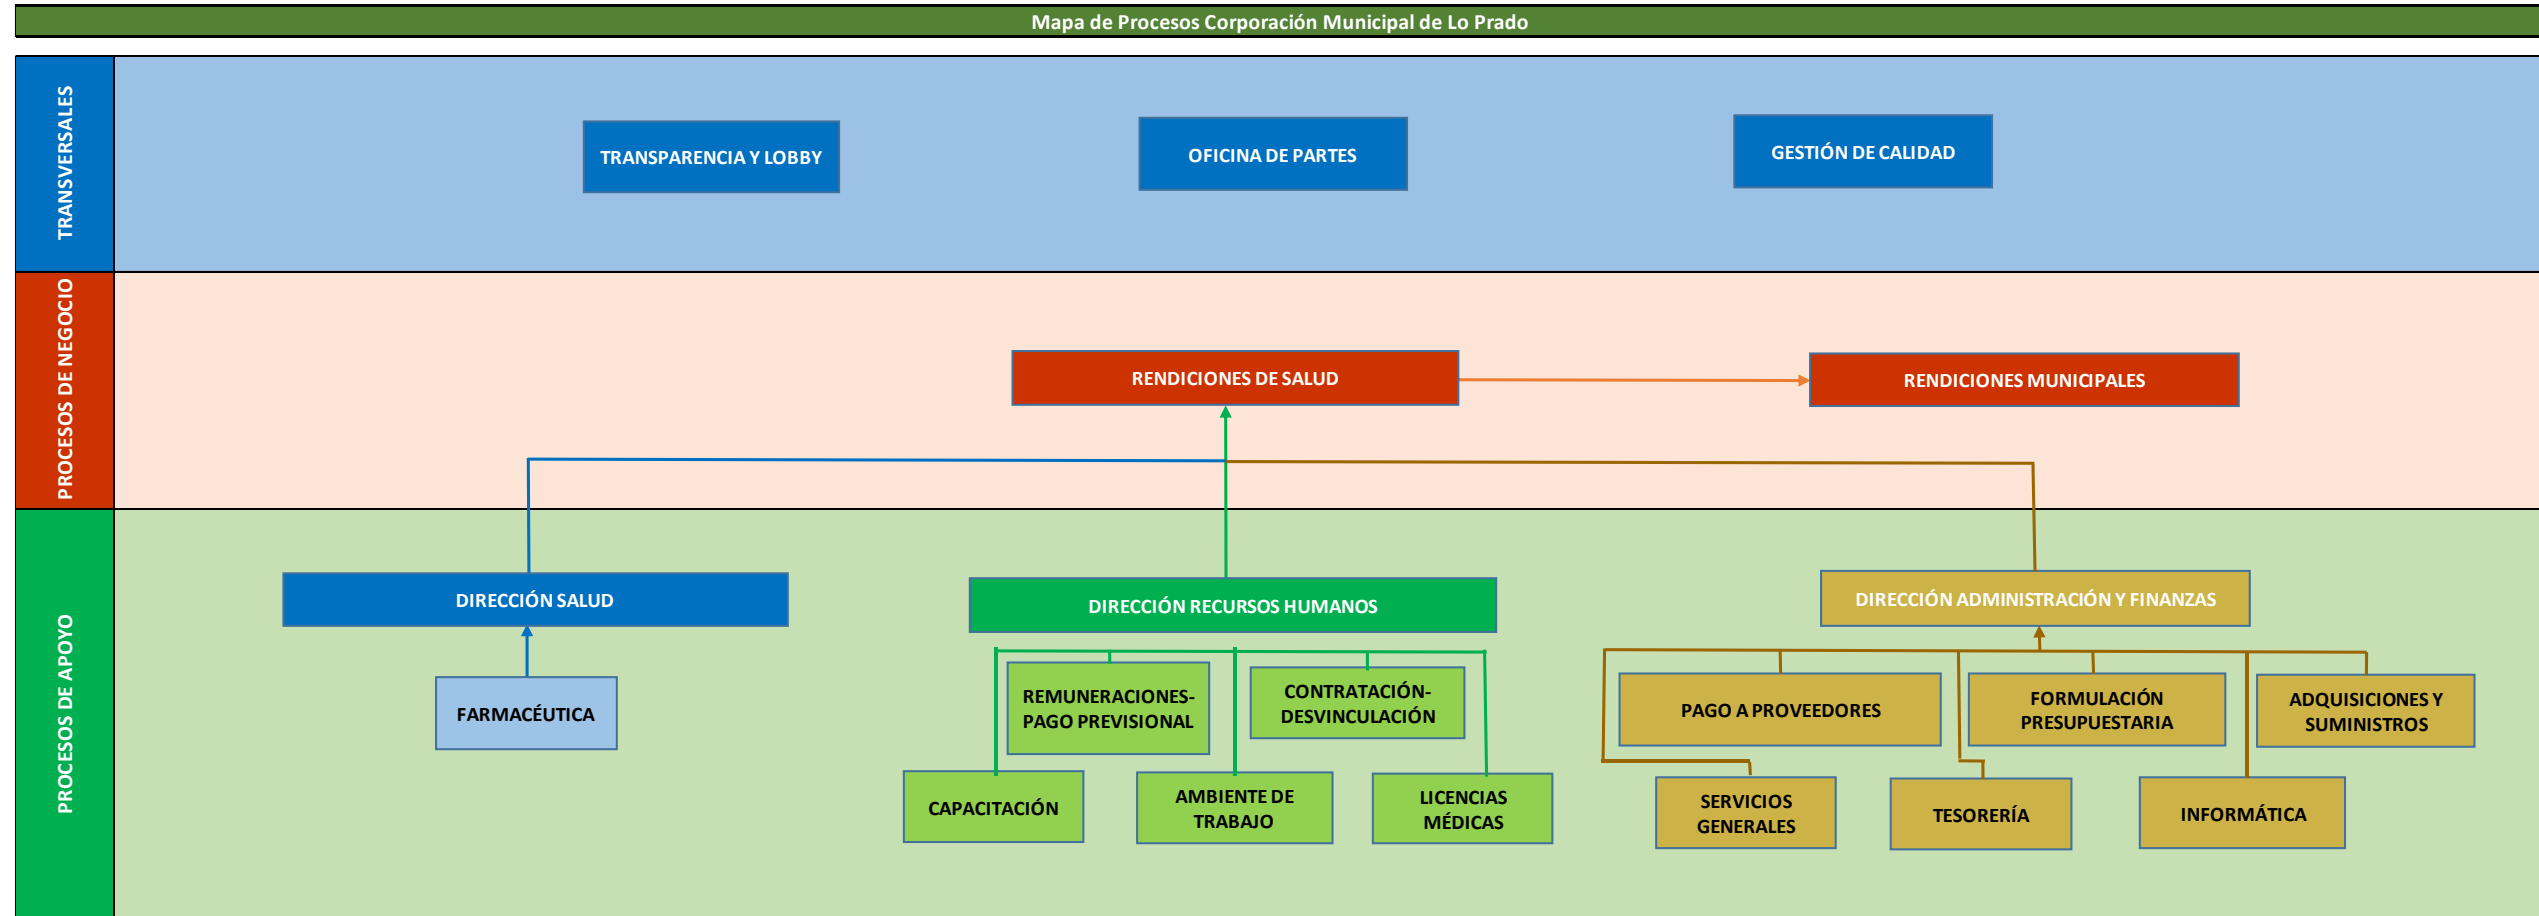 Mapa de Procesos Corporación Municipal de Lo Prado
TRANSVERSALES
TRANSPARENCIA Y LOBBY
OFICINA DE PARTES
GESTIÓN DE CALIDAD
PROCESOS DE NEGOCIO
RENDICIONES DE SALUD
RENDICIONES MUNICIPALES
PROCESOS DE APOYO
DIRECCIÓN SALUD
DIRECCIÓN RECURSOS HUMANOS
DIRECCIÓN ADMINISTRACIÓN Y FINANZAS
FARMACÉUTICA
REMUNERACIONES-
PAGO PREVISIONAL
CONTRATACIÓN-
DESVINCULACIÓN
PAGO A PROVEEDORES
FORMULACIÓN
PRESUPUESTARIA
ADQUISICIONES Y
SUMINISTROS
CAPACITACIÓN
AMBIENTE DE
TRABAJO
LICENCIAS
MÉDICAS
SERVICIOS
GENERALES
TESORERÍA
INFORMÁTICA